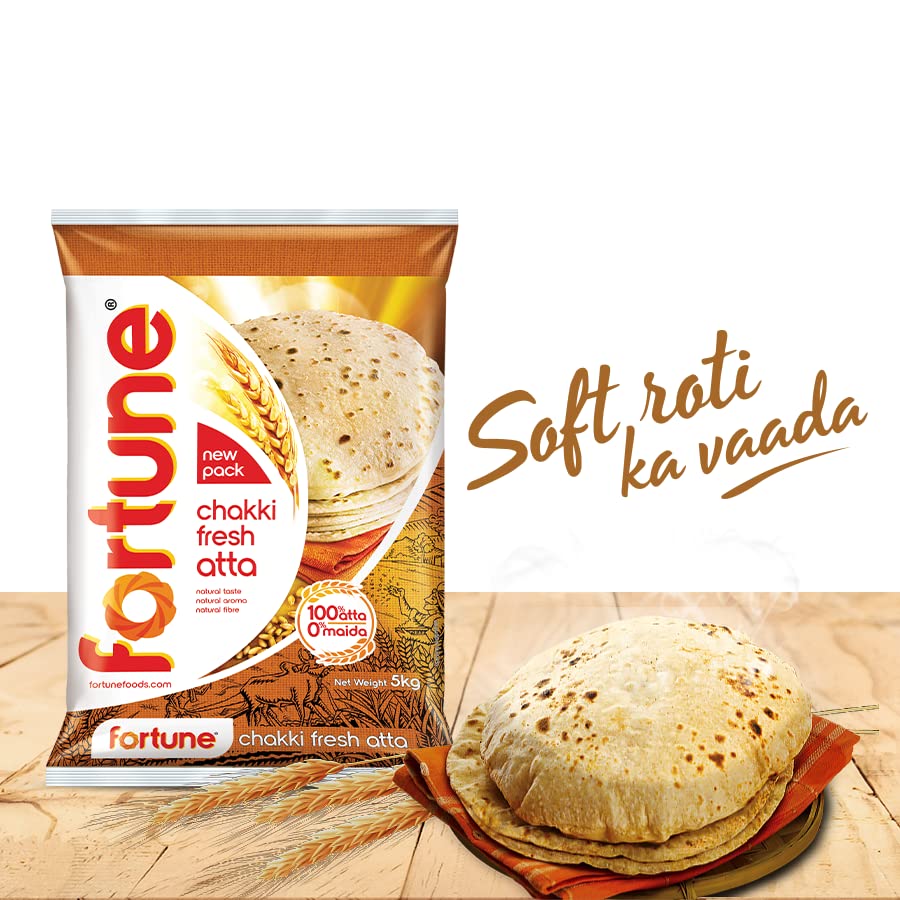 fortune®
new
pack
chakki
fresh
atta
natural taste
natural aroma
natural fibre
100% atta
0% maida
Net Weight 5kg
fortunefoods.com
fortune
chakki fresh atta
Soft roti
ka vaada